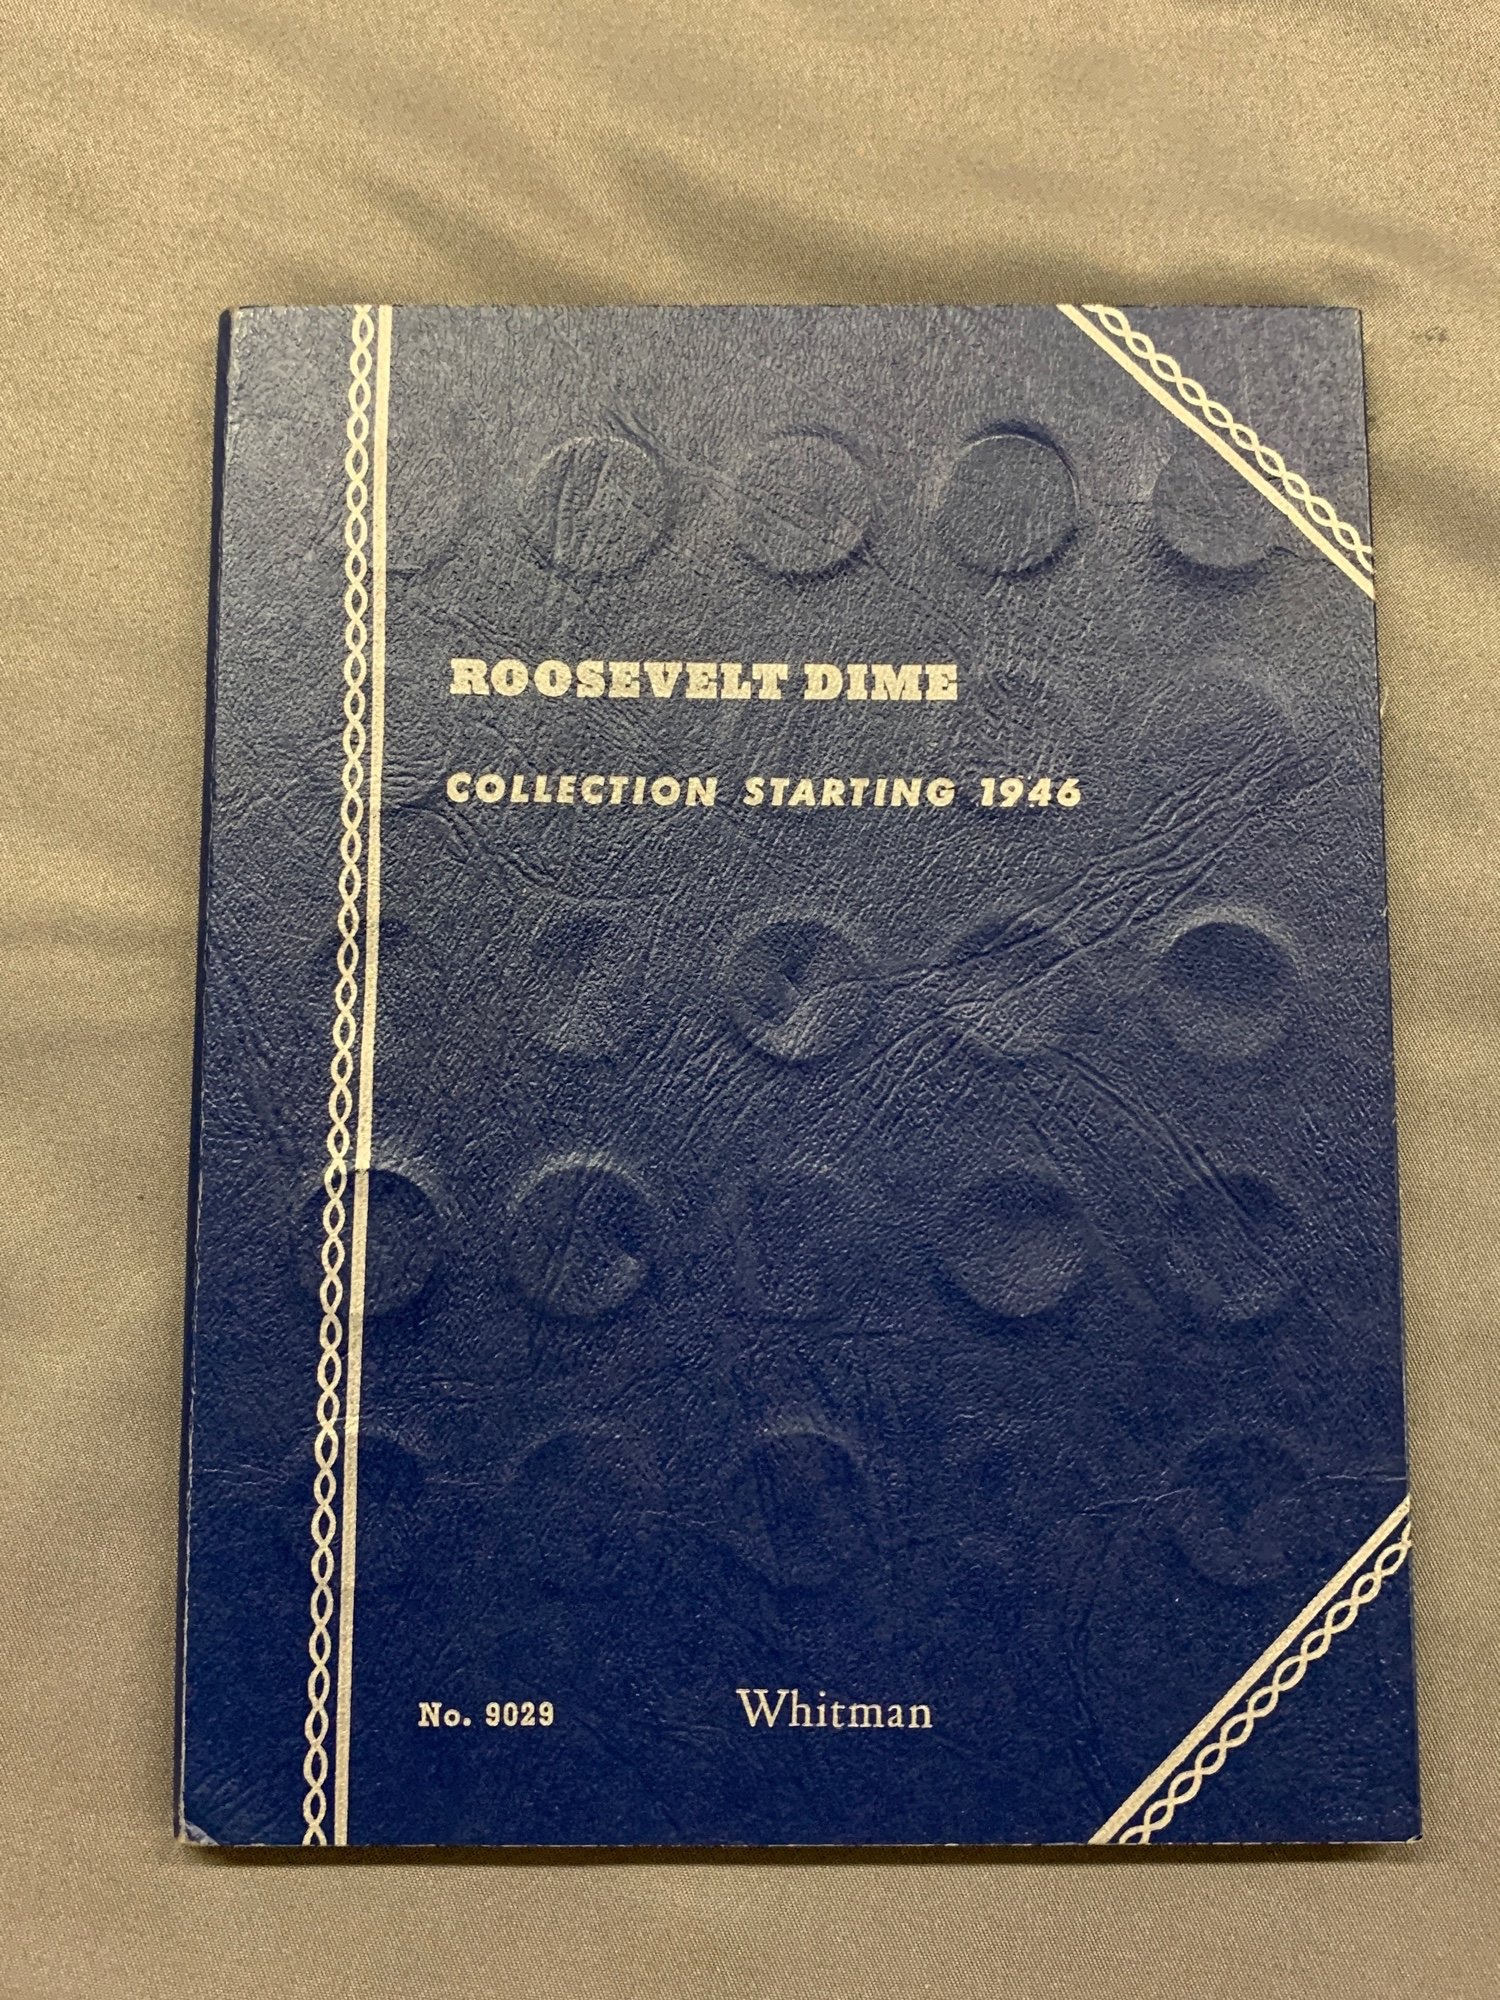 ROOSEVELT DIME
COLLECTION STARTING 1946
No. 9029 Whitman